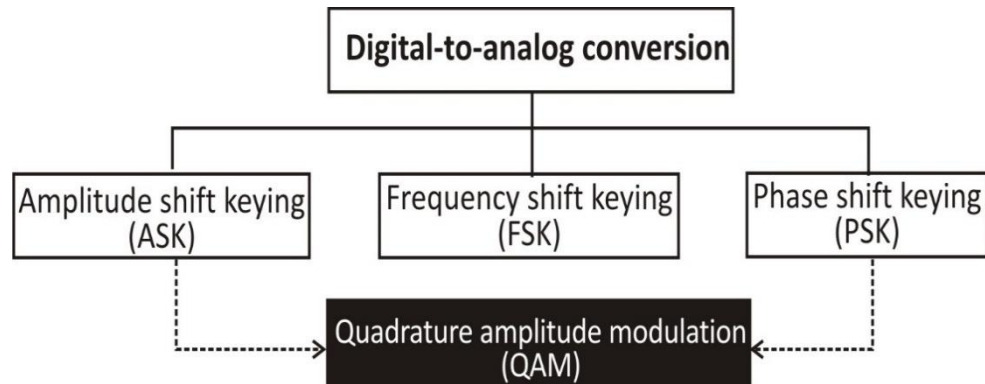 Digital-to-analog conversion
Amplitude shift keying
(ASK)
Frequency shift keying
(FSK)
Phase shift keying
(PSK)
Quadrature amplitude modulation
(QAM)